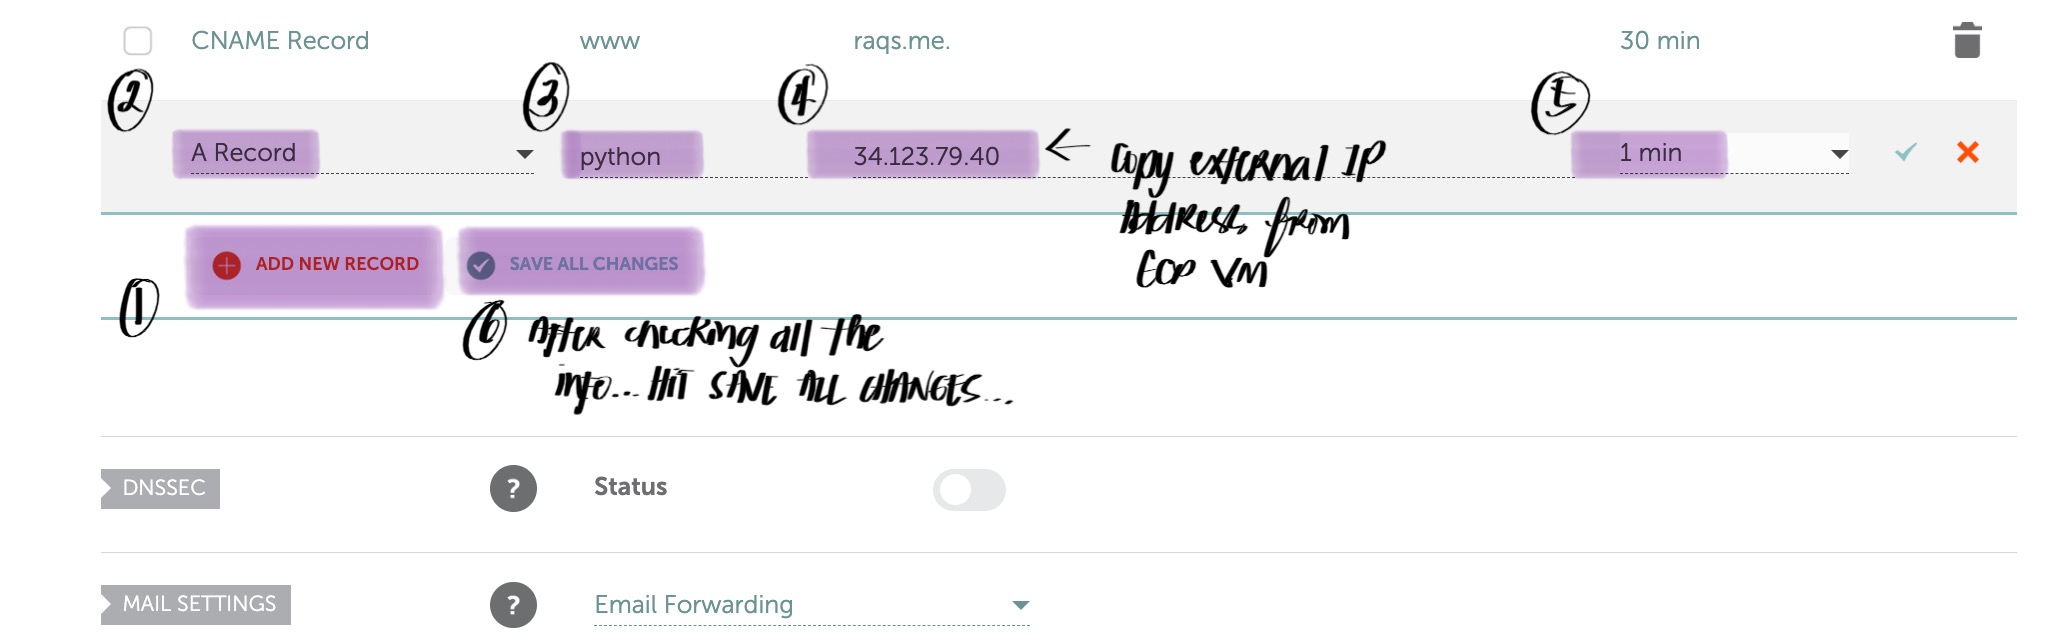 CNAME Record www raqs.me. 30 min
2 3 4 5
A Record python 34.123.79.40 1 min
← Copy external IP
Address from
GCP VM
ADD NEW RECORD SAVE ALL CHANGES
1
6 After checking all the
info... HIT SAVE ALL CHANGES...
DNSSEC ? Status
MAIL SETTINGS ? Email Forwarding